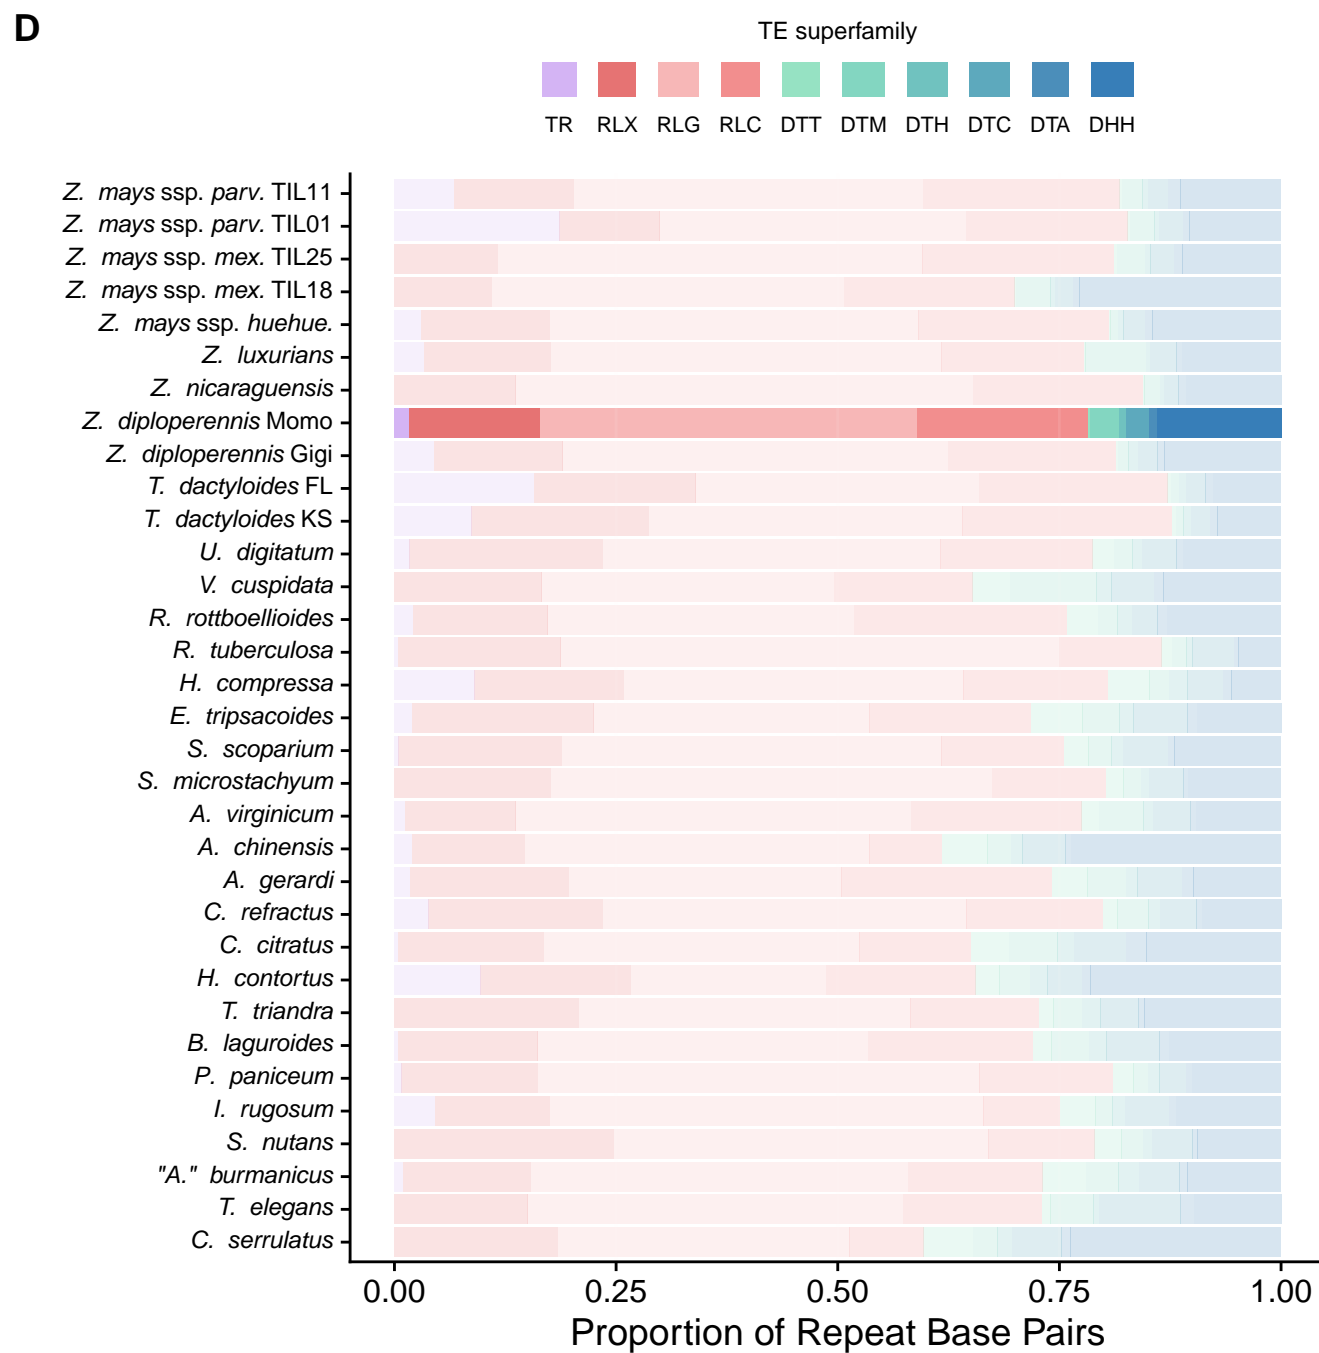 D
TE superfamily
TR RLX RLG RLC DTT DTM DTH DTC DTA DHH
Z. mays ssp. parv. TIL11
Z. mays ssp. parv. TIL01
Z. mays ssp. mex. TIL25
Z. mays ssp. mex. TIL18
Z. mays ssp. huehue.
Z. luxurians
Z. nicaraguensis
Z. diploperennis Momo
Z. diploperennis Gigi
T. dactyloides FL
T. dactyloides KS
U. digitatum
V. cuspidata
R. rottboellioides
R. tuberculosa
H. compressa
E. tripsacoides
S. scoparium
S. microstachyum
A. virginicum
A. chinensis
A. gerardi
C. refractus
C. citratus
H. contortus
T. triandra
B. laguroides
P. paniceum
I. rugosum
S. nutans
"A." burmanicus
T. elegans
C. serrulatus
0.00 0.25 0.50 0.75 1.00
Proportion of Repeat Base Pairs